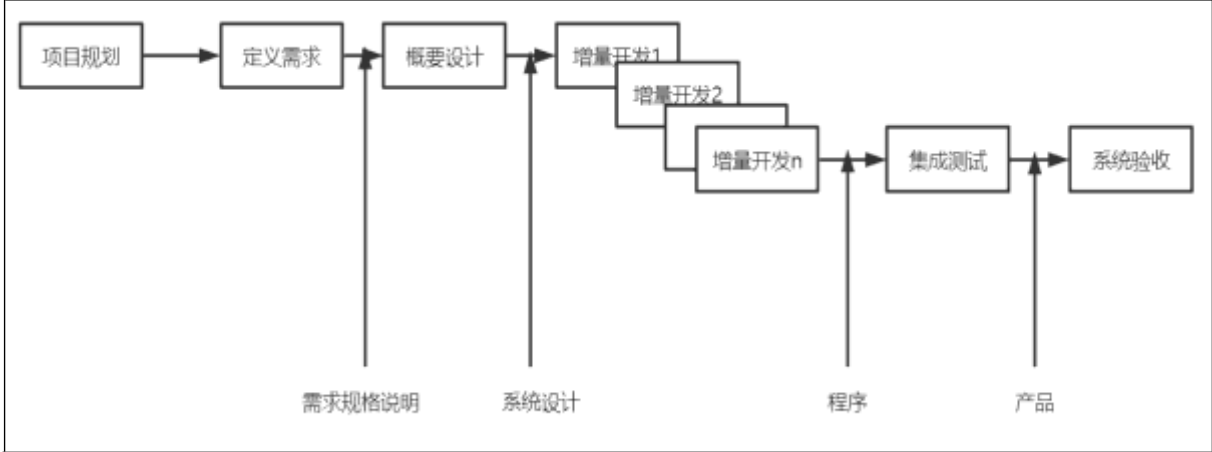 项目规划
定义需求
概要设计
增量开发1
增量开发2
增量开发n
集成测试
系统验收
需求规格说明
系统设计
程序
产品